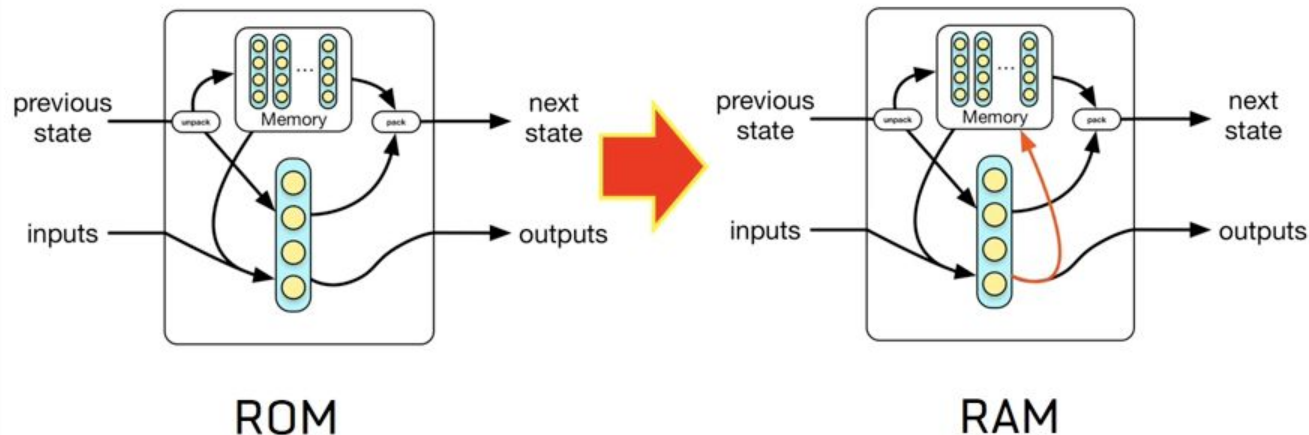 previous
state
unpack
...
Memory
pack
next
state
inputs
outputs
ROM
previous
state
unpack
...
Memory
pack
next
state
inputs
outputs
RAM